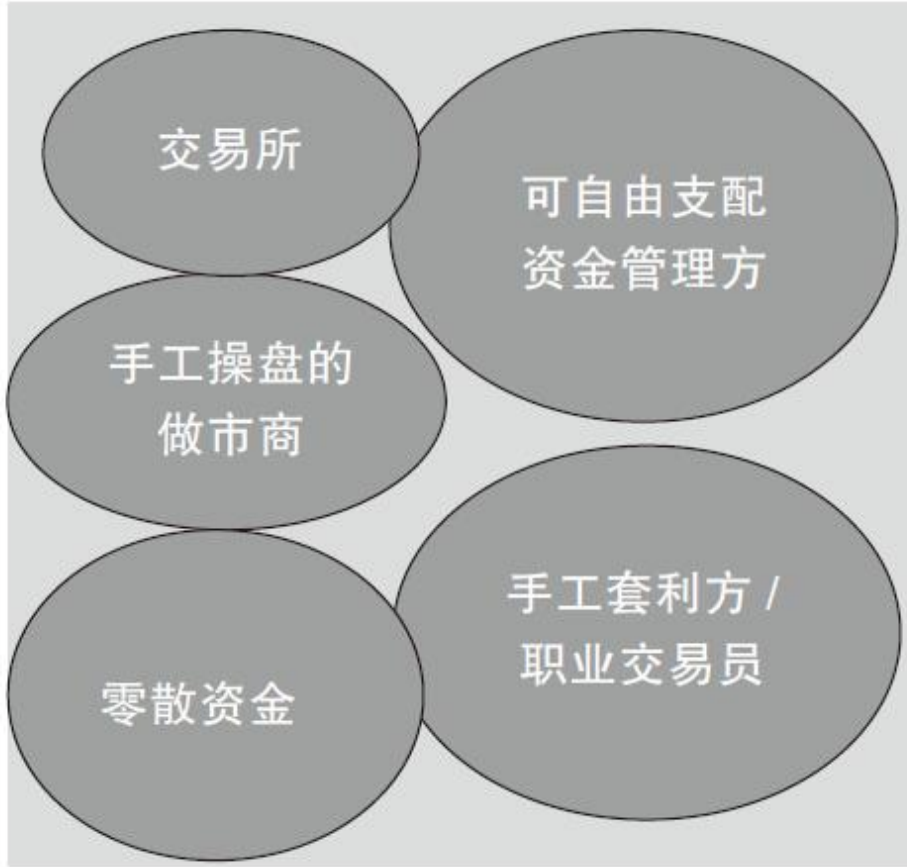 交易所
可自由支配
资金管理方
手工操盘的
做市商
手工套利方 /
职业交易员
零散资金